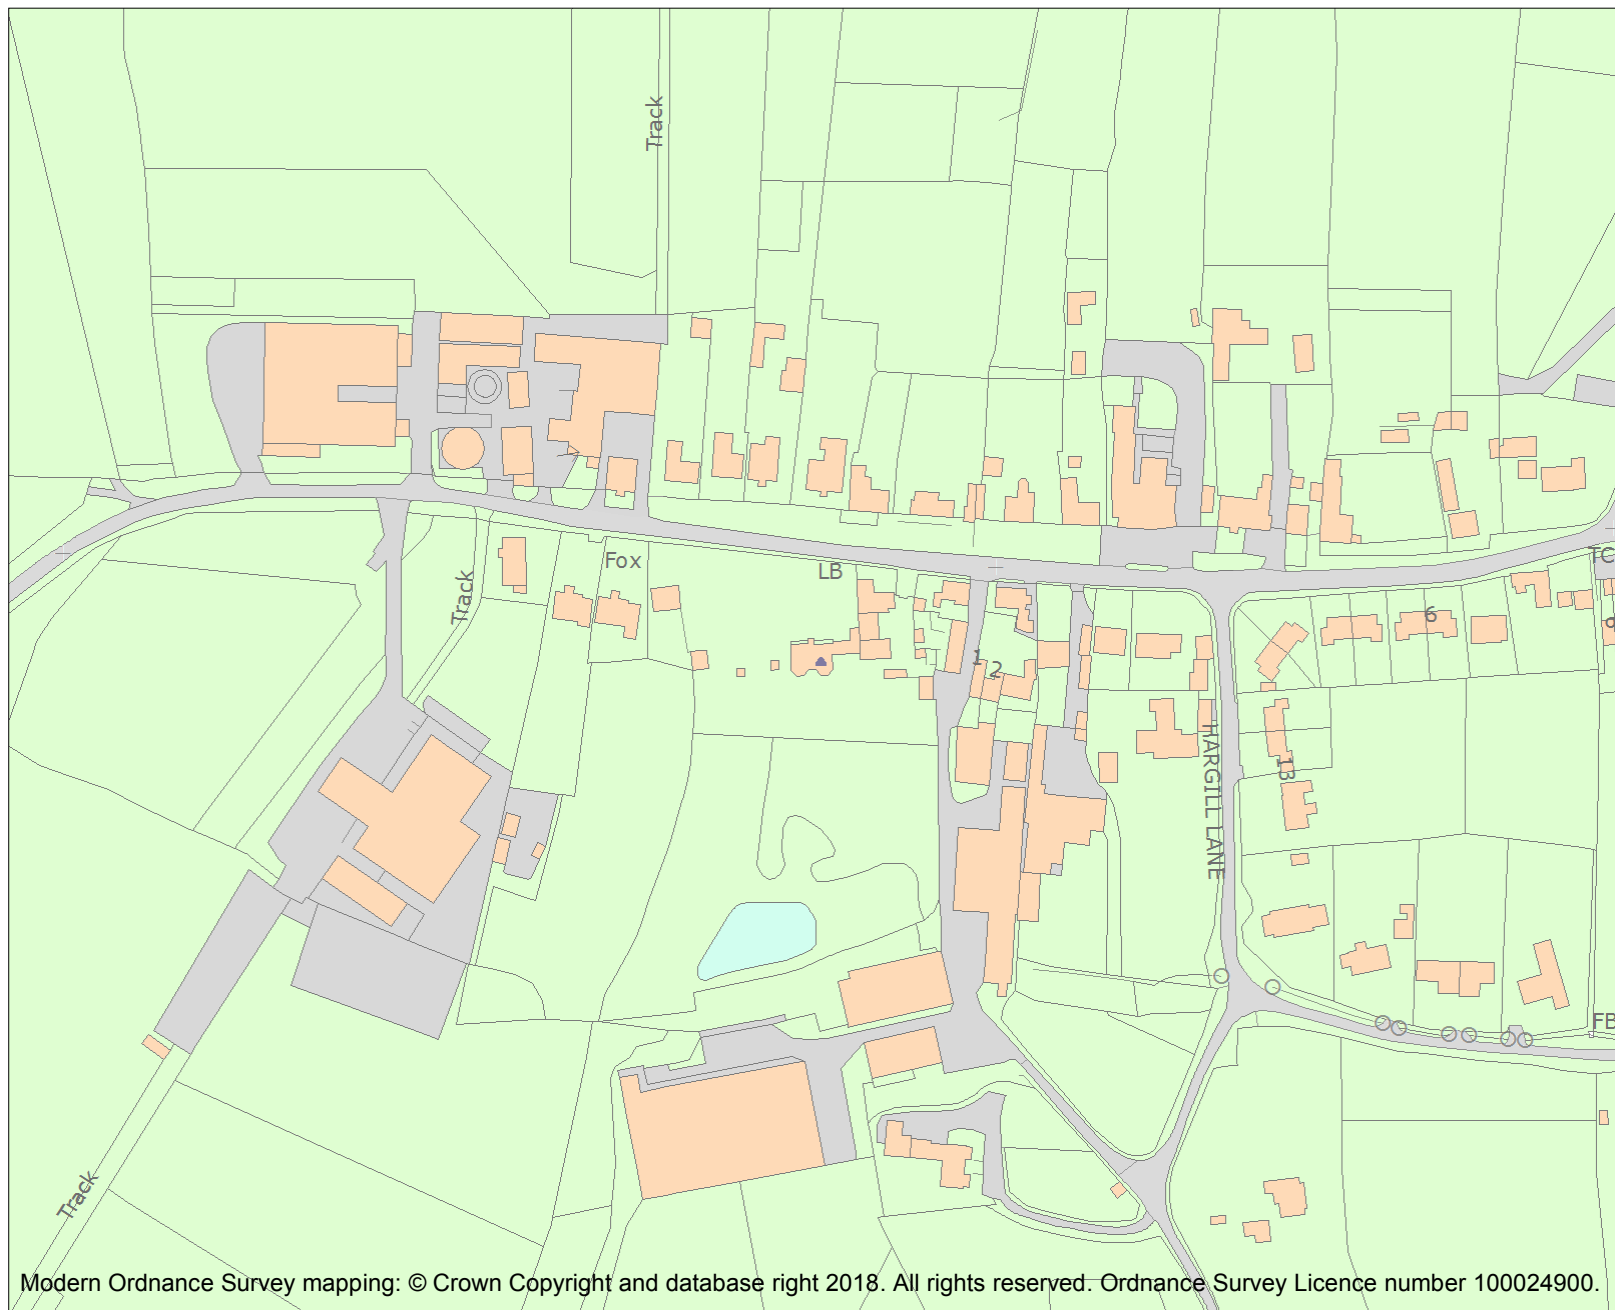 Track
Fox
LB
TC
Track
6
1
2
HARGILL LANE
13
FB
Track
Modern Ordnance Survey mapping: © Crown Copyright and database right 2018. All rights reserved. Ordnance Survey Licence number 100024900.